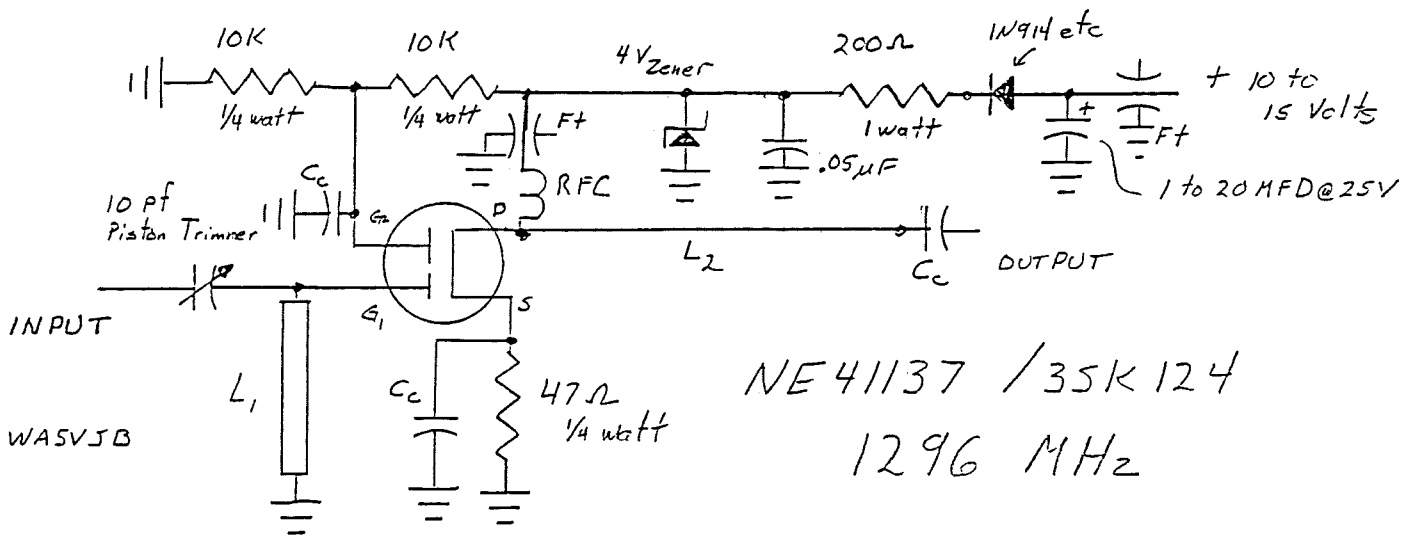 10K
10K
4V Zener
200Ω
1N914 etc
+ 10 to
15 Volts
1/4 watt
1/4 watt
Ft
1 watt
+
Ft
.05µF
1 to 20 MFD@25V
Cc
RFC
10 pf
Piston Trimner
G2
D
L2
Cc
OUTPUT
INPUT
G1
S
L1
Cc
47Ω
1/4 watt
NE41137 /3SK124
1296 MHz
WA5VJB